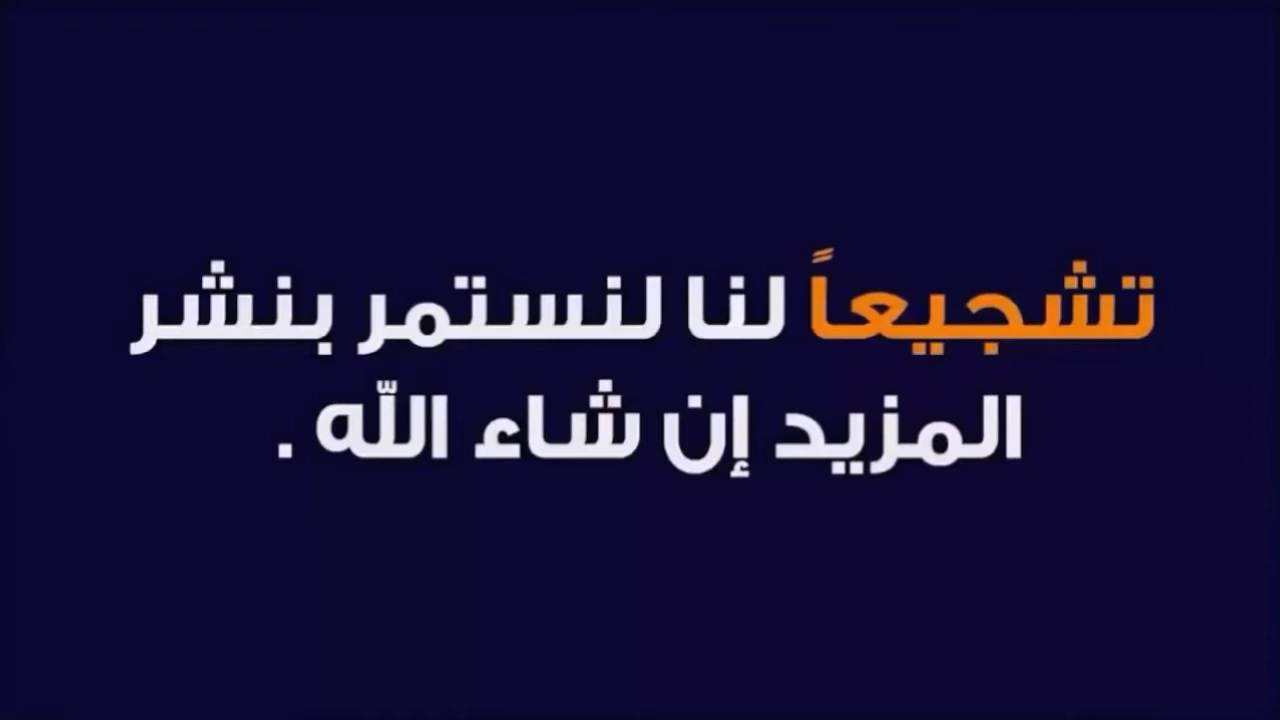 تشجيعاً لنا لنستمر بنشر
المزيد إن شاء اللّه .